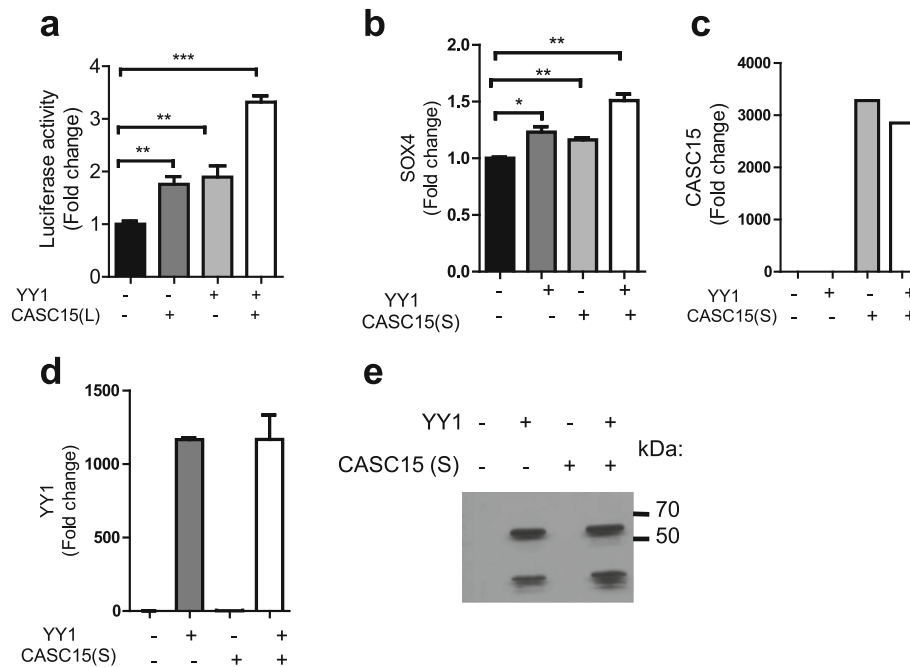 a
Luciferase activity
(Fold change)
4
3
2
1
0
***
**
**
YY1 - - + +
CASC15(L) - + - +
b
SOX4
(Fold change)
2.0
1.5
1.0
0.5
0.0
**
**
*
YY1 - + - +
CASC15(S) - - + +
c
CASC15
(Fold change)
4000
3000
2000
1000
0
YY1 - + - +
CASC15(S) - - + +
d
YY1
(Fold change)
1500
1000
500
0
YY1 - + - +
CASC15(S) - - + +
e
YY1 - + - +
kDa:
CASC15 (S) - - + +
70
50